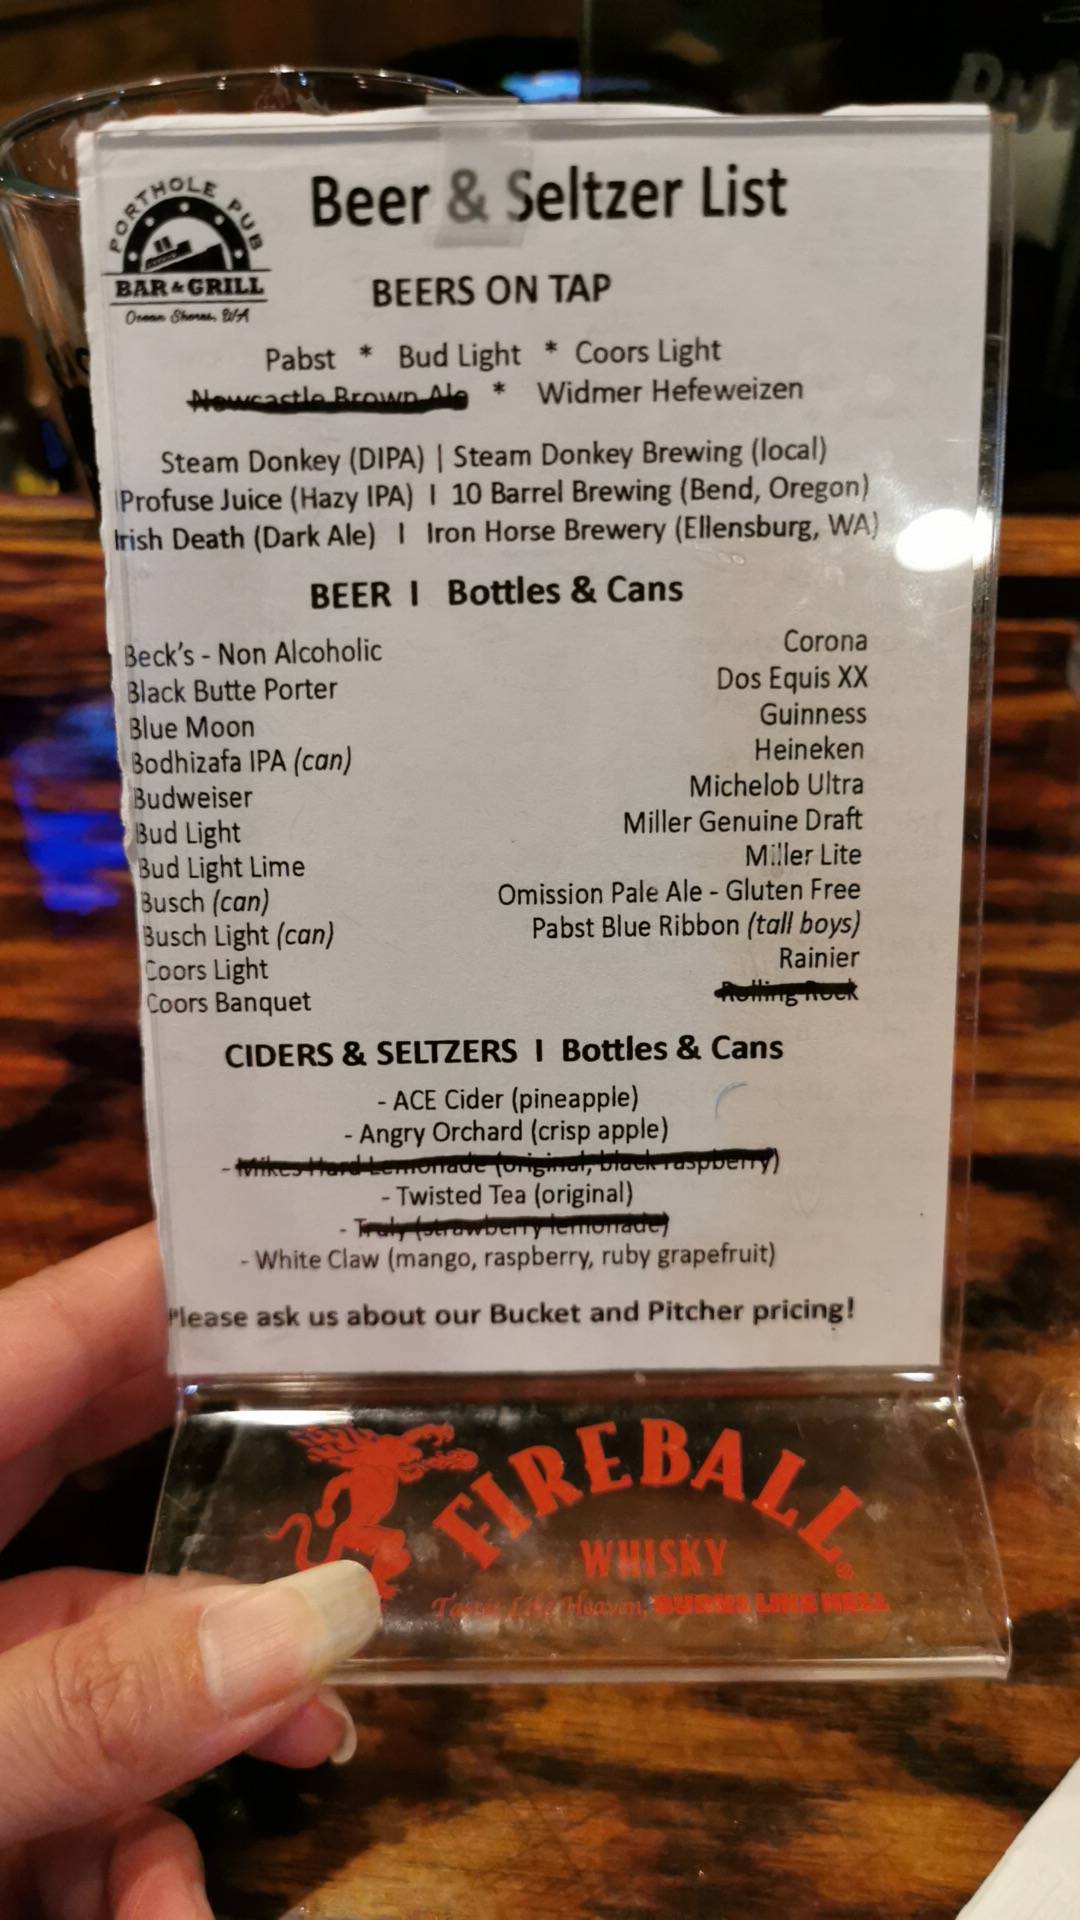 PORTHOLE PUB
BAR & GRILL
Ocean Shores, WA
Beer & Seltzer List
BEERS ON TAP
Pabst * Bud Light * Coors Light
Newcastle Brown Ale * Widmer Hefeweizen
Steam Donkey (DIPA) | Steam Donkey Brewing (local)
Profuse Juice (Hazy IPA) I 10 Barrel Brewing (Bend, Oregon)
Irish Death (Dark Ale) I Iron Horse Brewery (Ellensburg, WA)
BEER I Bottles & Cans
Beck's - Non Alcoholic
Black Butte Porter
Blue Moon
Bodhizafa IPA (can)
Budweiser
Bud Light
Bud Light Lime
Busch (can)
Busch Light (can)
Coors Light
Coors Banquet
Corona
Dos Equis XX
Guinness
Heineken
Michelob Ultra
Miller Genuine Draft
Miller Lite
Omission Pale Ale - Gluten Free
Pabst Blue Ribbon (tall boys)
Rainier
Rolling Rock
CIDERS & SELTZERS I Bottles & Cans
- ACE Cider (pineapple)
- Angry Orchard (crisp apple)
- Mikes Hard Lemonade (original, black raspberry)
- Twisted Tea (original)
- Truly (strawberry lemonade)
- White Claw (mango, raspberry, ruby grapefruit)
Please ask us about our Bucket and Pitcher pricing!
FIREBALL
WHISKY
Tastes Like Heaven, BURNS LIKE HELL